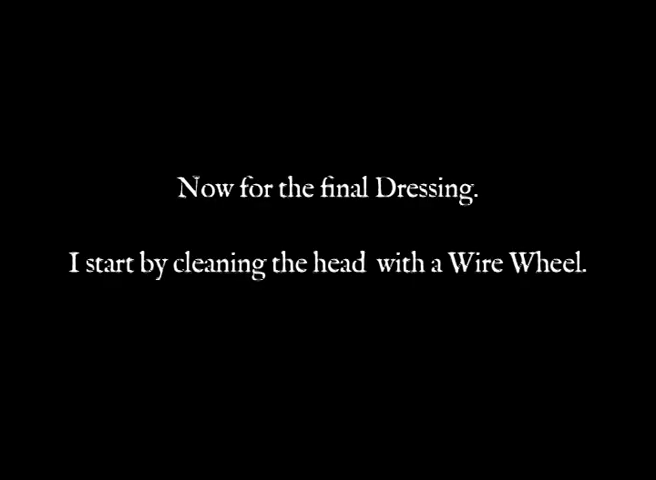 Now for the final Dressing.
I start by cleaning the head with a Wire Wheel.